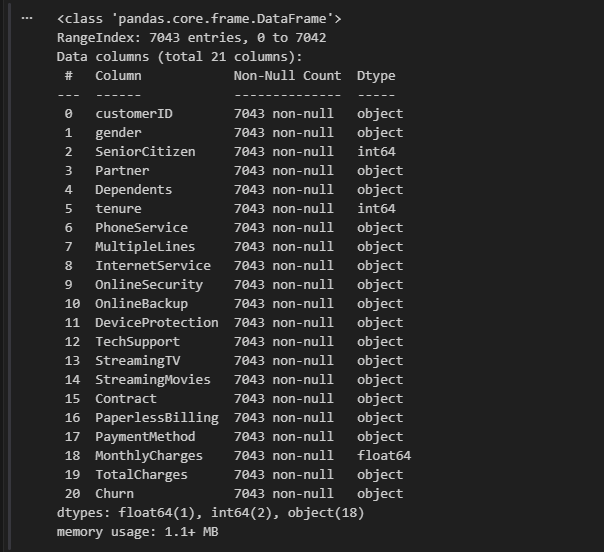 <class 'pandas.core.frame.DataFrame'>
RangeIndex: 7043 entries, 0 to 7042
Data columns (total 21 columns):
 #   Column            Non-Null Count  Dtype
---  ------            --------------  -----
 0   customerID        7043 non-null   object
 1   gender            7043 non-null   object
 2   SeniorCitizen     7043 non-null   int64
 3   Partner           7043 non-null   object
 4   Dependents        7043 non-null   object
 5   tenure            7043 non-null   int64
 6   PhoneService      7043 non-null   object
 7   MultipleLines     7043 non-null   object
 8   InternetService   7043 non-null   object
 9   OnlineSecurity    7043 non-null   object
 10  OnlineBackup      7043 non-null   object
 11  DeviceProtection  7043 non-null   object
 12  TechSupport       7043 non-null   object
 13  StreamingTV       7043 non-null   object
 14  StreamingMovies   7043 non-null   object
 15  Contract          7043 non-null   object
 16  PaperlessBilling  7043 non-null   object
 17  PaymentMethod     7043 non-null   object
 18  MonthlyCharges    7043 non-null   float64
 19  TotalCharges      7043 non-null   object
 20  Churn             7043 non-null   object
dtypes: float64(1), int64(2), object(18)
memory usage: 1.1+ MB